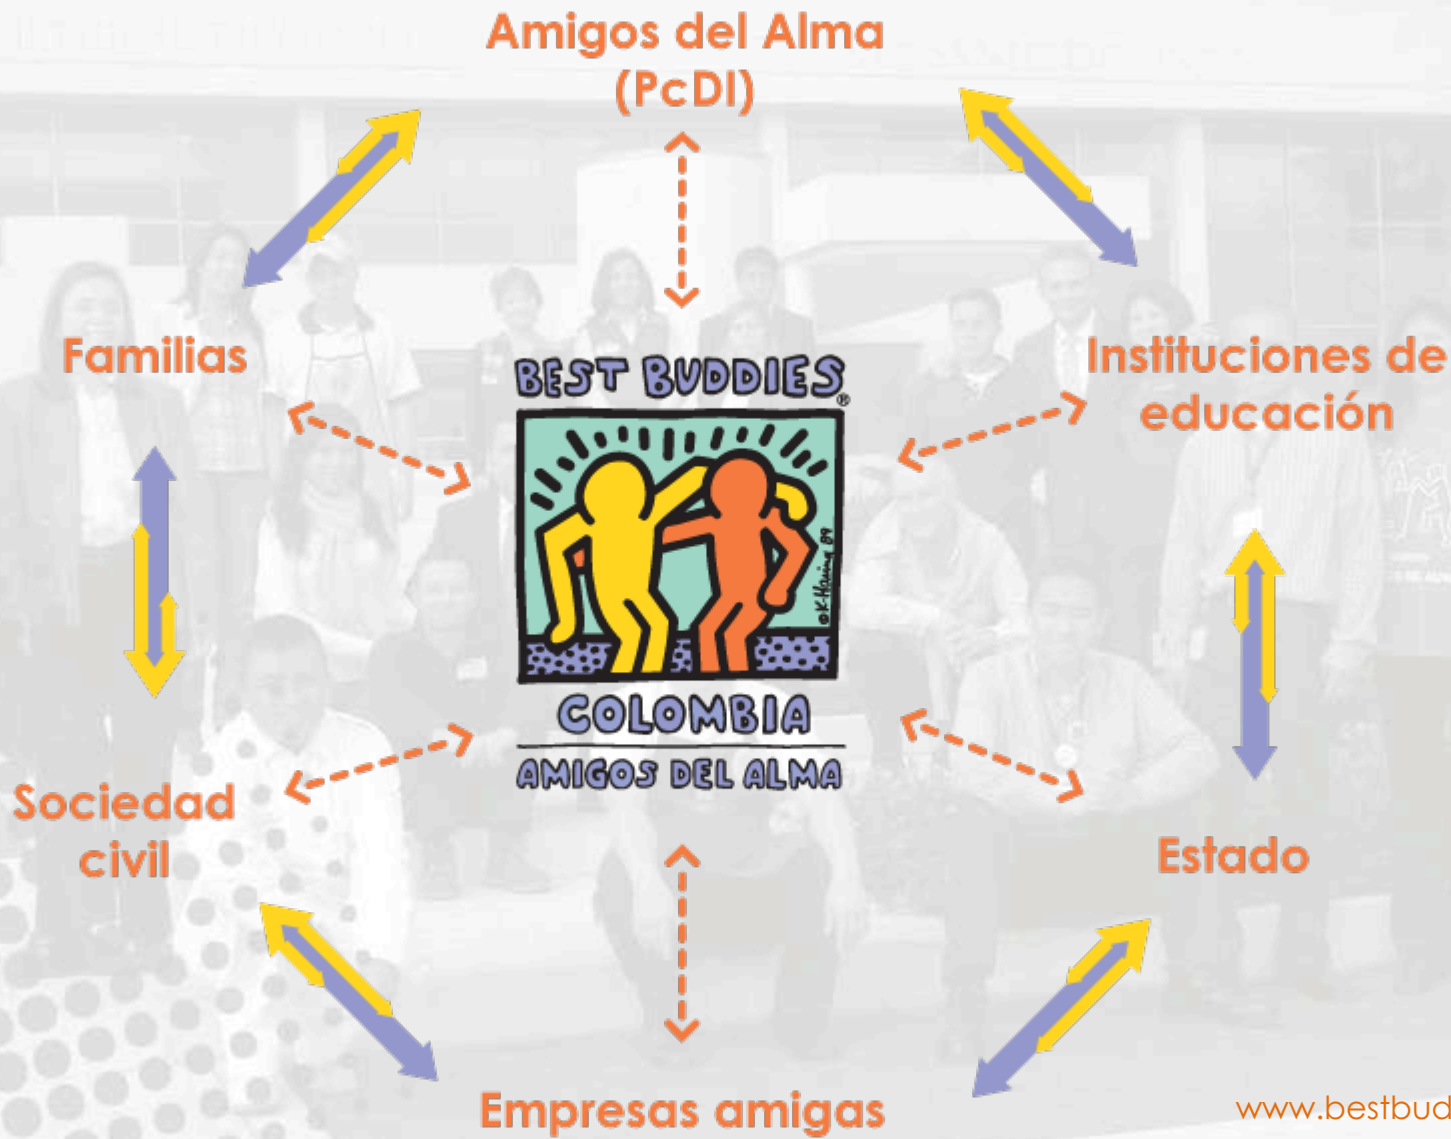 Amigos del Alma
(PcDI)
Familias
Instituciones de
educación
BEST BUDDIES®
© K. Haring 89
COLOMBIA
AMIGOS DEL ALMA
Sociedad
civil
Estado
Empresas amigas
www.bestbud